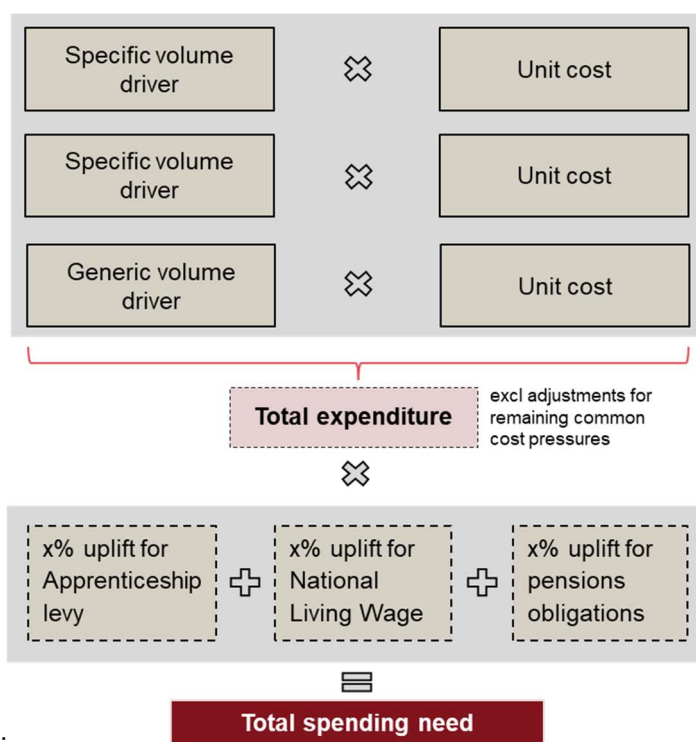 Specific volume
driver
Unit cost
Specific volume
driver
Unit cost
Generic volume
driver
Unit cost
Total expenditure
excl adjustments for
remaining common
cost pressures
x% uplift for
Apprenticeship
levy
x% uplift for
National
Living Wage
x% uplift for
pensions
obligations
Total spending need
.